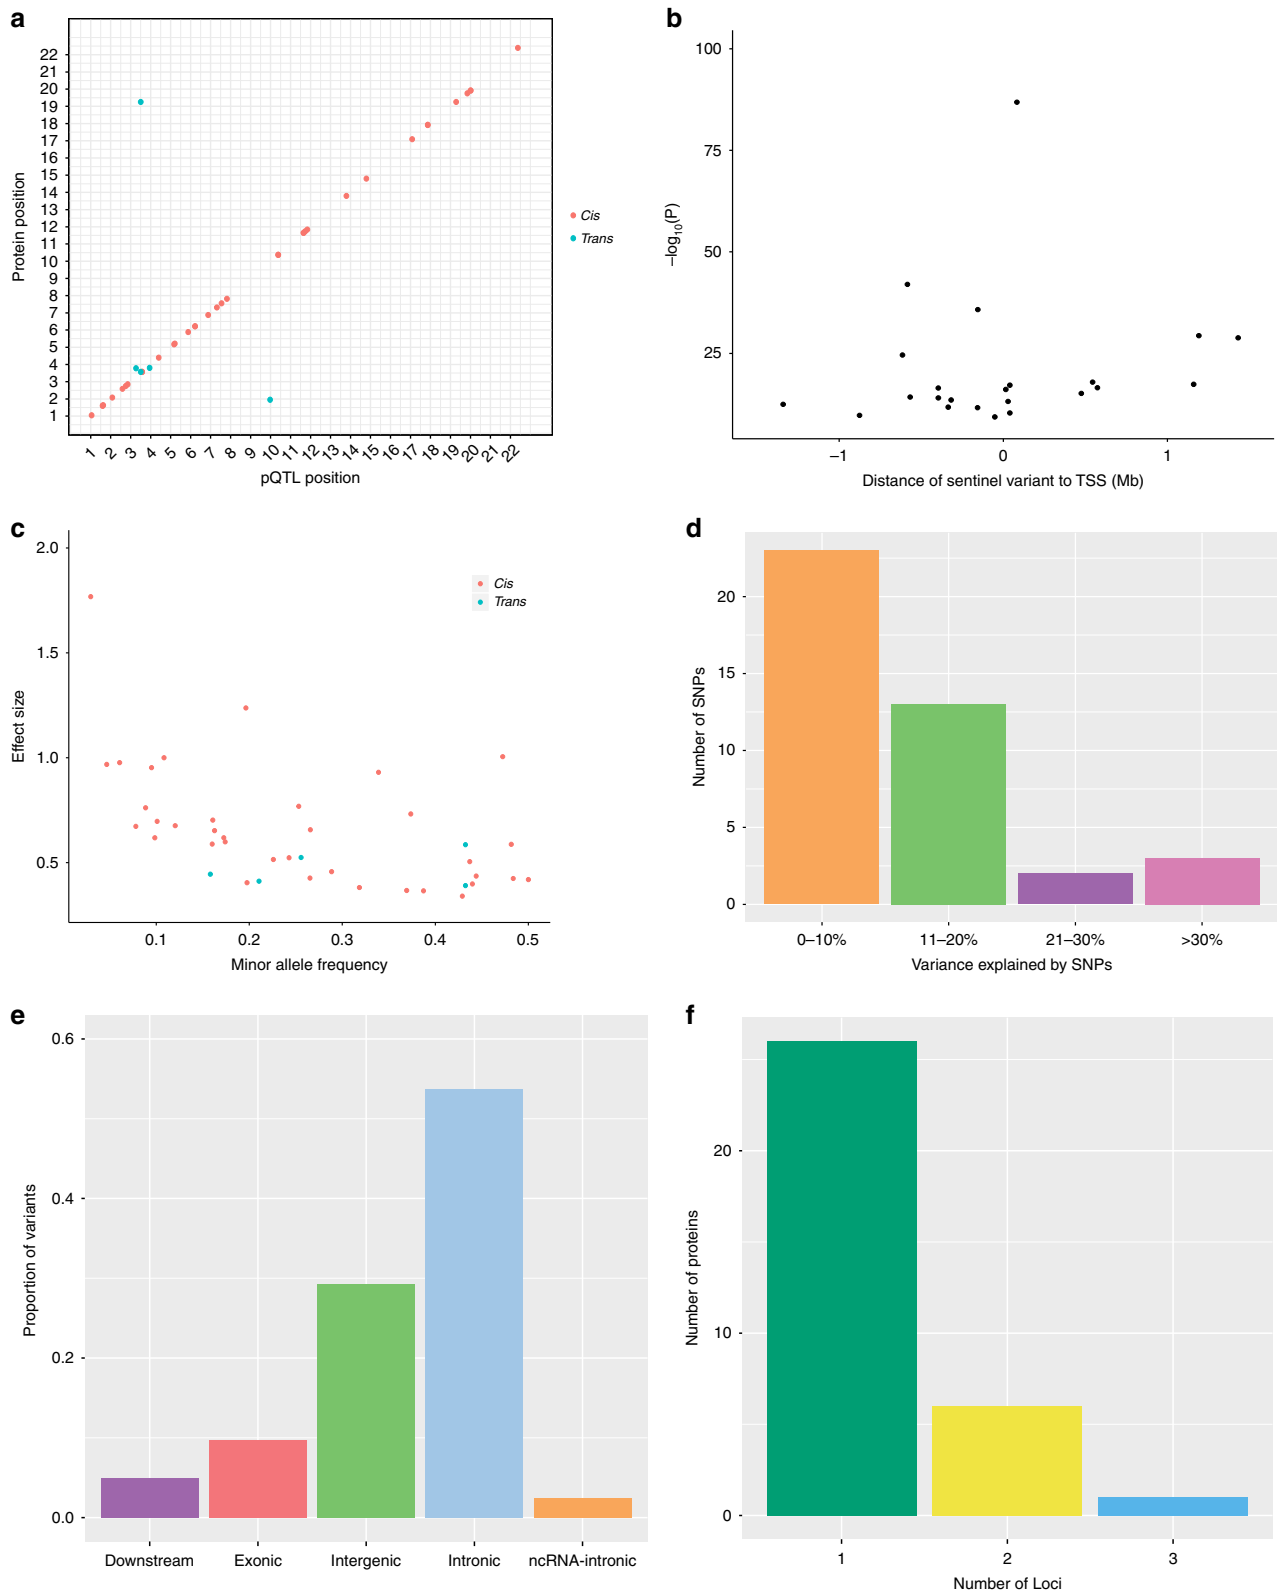 a
22
21
20
19
18
17
16
15
14
13
12
11
10
9
8
7
6
5
4
3
2
1
Protein position
1 2 3 4 5 6 7 8 9 10 11 12 13 14 15 16 17 18 19 20 21 22
pQTL position
Cis
Trans
b
100
75
50
25
−log10(P)
−1 0 1
Distance of sentinel variant to TSS (Mb)
c
2.0
1.5
1.0
0.5
Effect size
Cis
Trans
0.1 0.2 0.3 0.4 0.5
Minor allele frequency
d
20
15
10
5
0
Number of SNPs
0–10% 11–20% 21–30% >30%
Variance explained by SNPs
e
0.6
0.4
0.2
0.0
Proportion of variants
Downstream Exonic Intergenic Intronic ncRNA-intronic
f
20
10
0
Number of proteins
1 2 3
Number of Loci